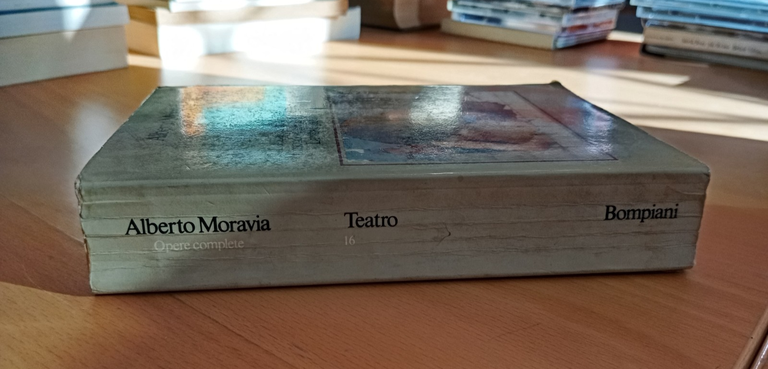 Alberto Moravia
Opere complete
Teatro
16
Bompiani